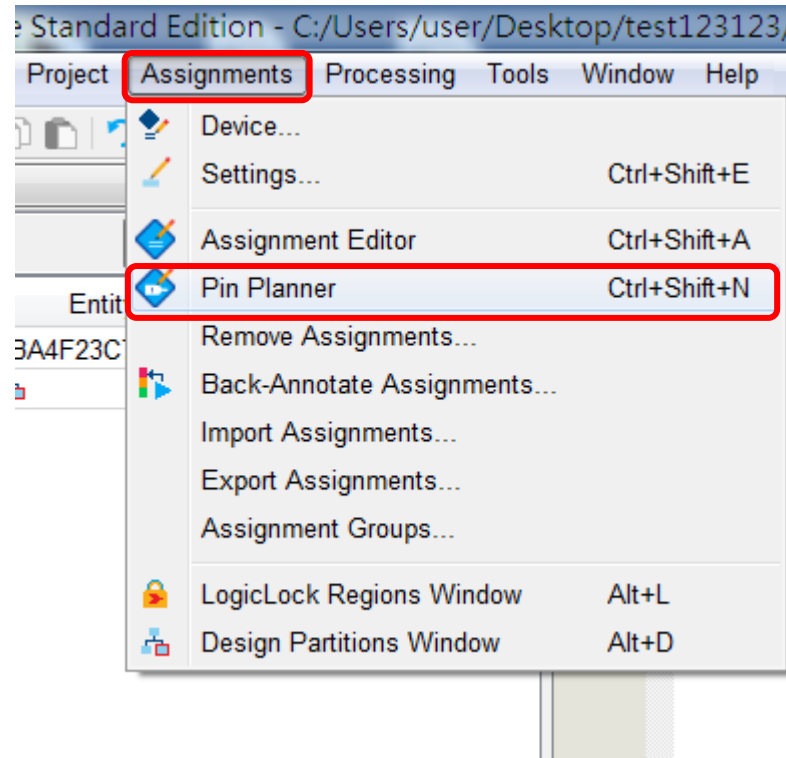 Standard Edition - C:/Users/user/Desktop/test123123/
Project Assignments Processing Tools Window Help
Device...
Settings... Ctrl+Shift+E
Assignment Editor Ctrl+Shift+A
Pin Planner Ctrl+Shift+N
Remove Assignments...
Back-Annotate Assignments...
Import Assignments...
Export Assignments...
Assignment Groups...
LogicLock Regions Window Alt+L
Design Partitions Window Alt+D
Entit
BA4F23C